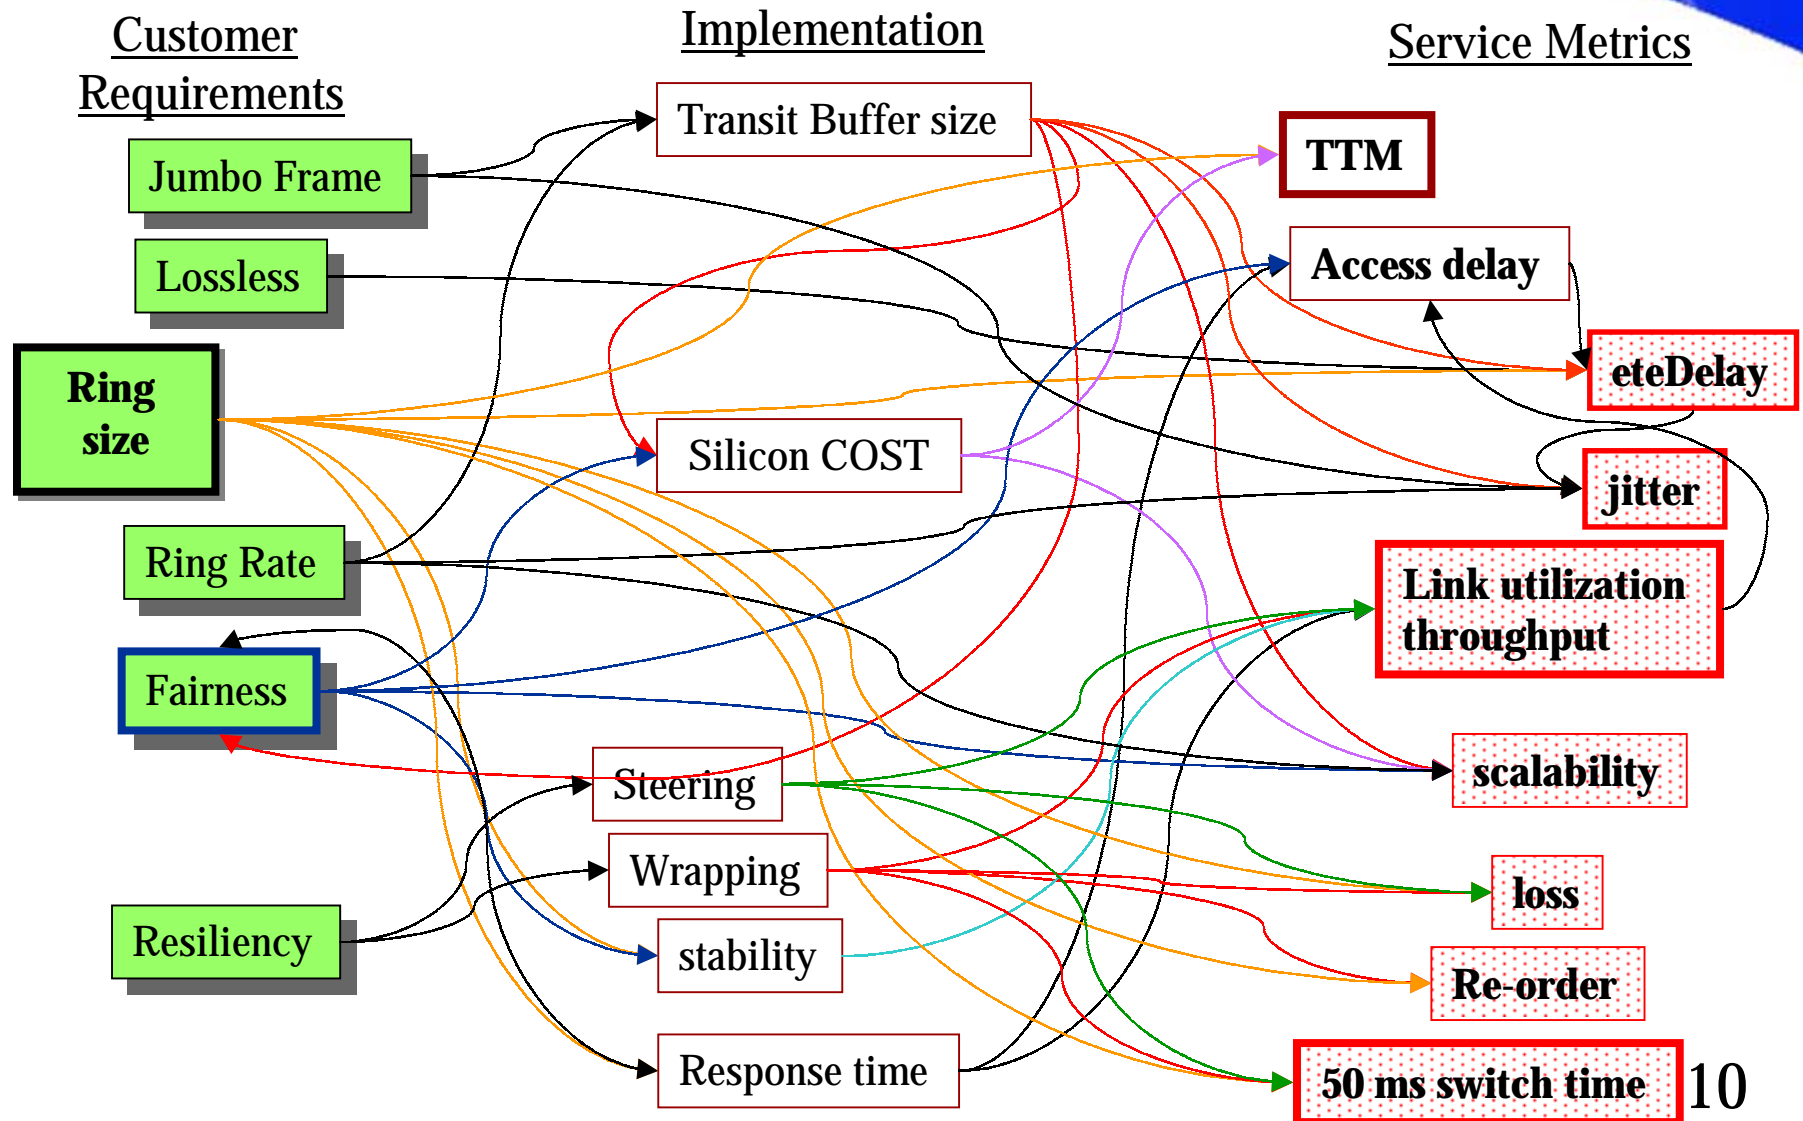 Customer
Requirements
Implementation
Service Metrics
Jumbo Frame
Lossless
Ring
size
Ring Rate
Fairness
Resiliency
Transit Buffer size
Silicon COST
Steering
Wrapping
stability
Response time
TTM
Access delay
eteDelay
jitter
Link utilization
throughput
scalability
loss
Re-order
50 ms switch time
10